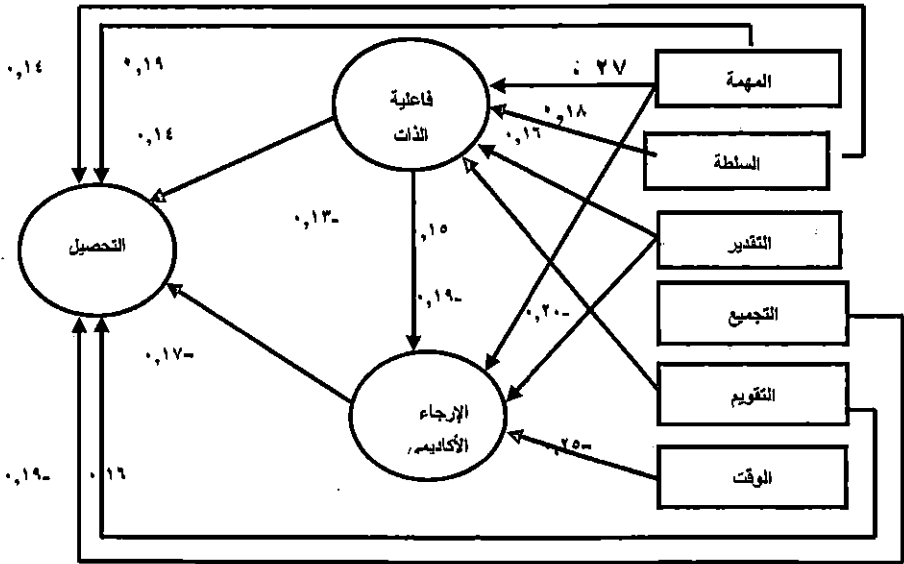 ٠,١٤
٠,١٩
٠,١٤
فاعلية
الذات
٠ ٢٧
٠,١٨
٠,١٦
المهمة
السلطة
التقدير
التجميع
التقويم
الوقت
التحصيل
٠,١٣-
,١٥
٠,١٩-
٠,٢٠-
٠,١٧-
الإرجاء
الأكاديمي
,٢٥-
٠,١٩-
٠,١٦